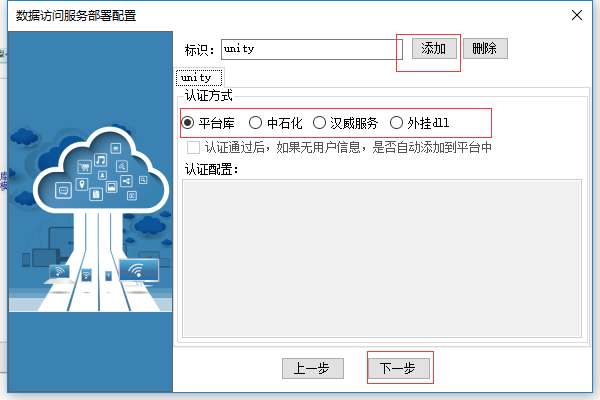 数据访问服务部署配置
标识: unity 添加 删除
unity
认证方式
平台库 中石化 汉威服务 外挂dll
认证通过后，如果无用户信息，是否自动添加到平台中
认证配置:
上一步 下一步
库
模